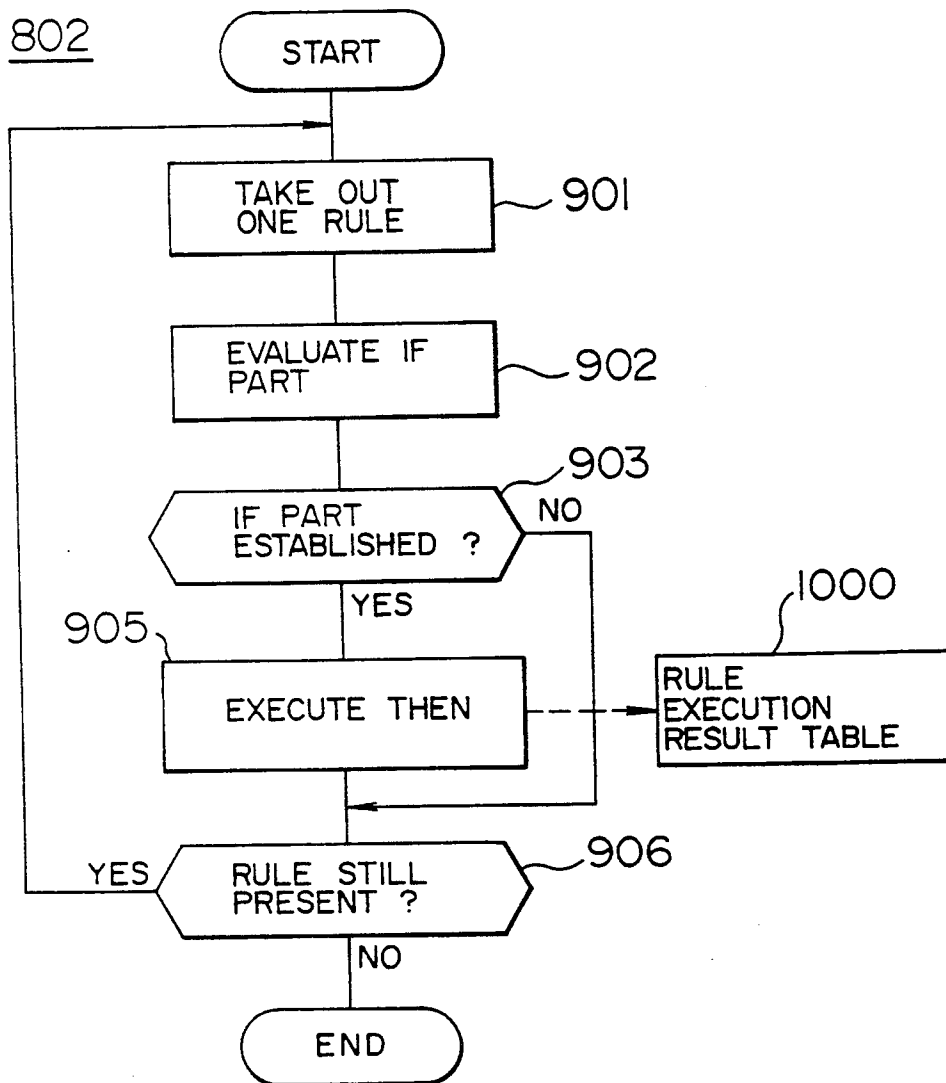 802
START
TAKE OUT
ONE RULE
901
EVALUATE IF
PART
902
903
IF PART
ESTABLISHED ?
NO
YES
905
EXECUTE THEN
1000
RULE
EXECUTION
RESULT TABLE
906
YES
RULE STILL
PRESENT ?
NO
END